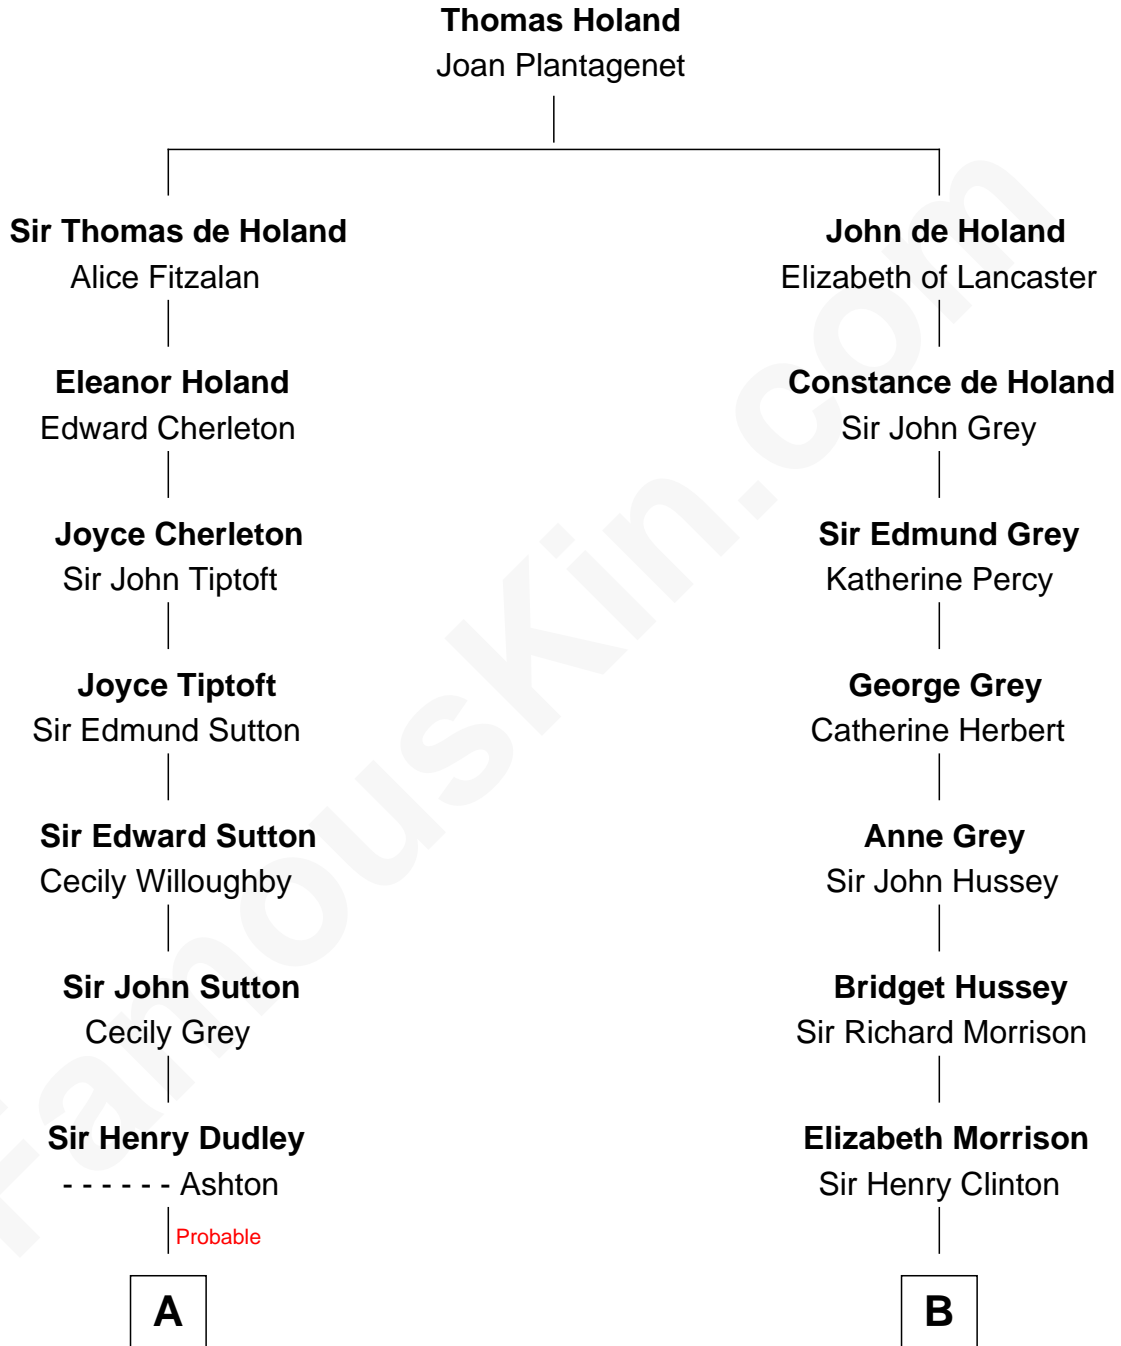 Thomas Holand
Joan Plantagenet
Sir Thomas de Holand
Alice Fitzalan
John de Holand
Elizabeth of Lancaster
Eleanor Holand
Edward Cherleton
Constance de Holand
Sir John Grey
Joyce Cherleton
Sir John Tiptoft
Sir Edmund Grey
Katherine Percy
Joyce Tiptoft
Sir Edmund Sutton
George Grey
Catherine Herbert
Sir Edward Sutton
Cecily Willoughby
Anne Grey
Sir John Hussey
Sir John Sutton
Cecily Grey
Bridget Hussey
Sir Richard Morrison
Sir Henry Dudley
- - - - - - Ashton
Elizabeth Morrison
Sir Henry Clinton
Probable
A
B
FamousKin.com